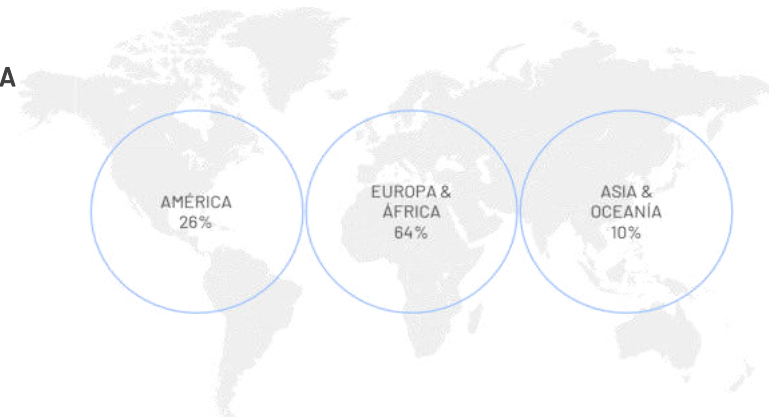 A
AMÉRICA
26%
EUROPA &
ÁFRICA
64%
ASIA &
OCEANÍA
10%